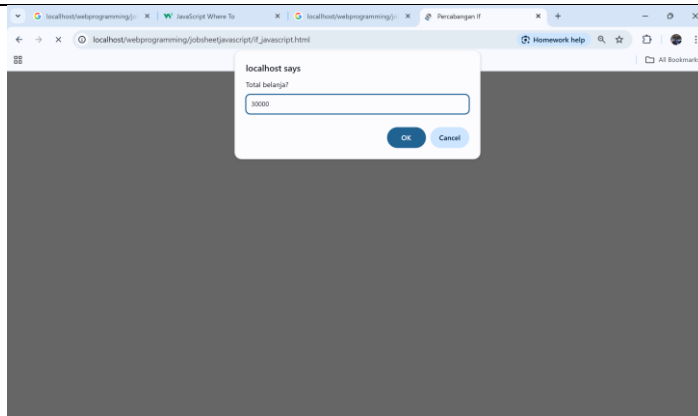 localhost/webprogramming/jo
JavaScript Where To
localhost/webprogramming/jo
Percabangan If
localhost/webprogramming/jobsheetjavascript/if_javascript.html
Homework help
All Bookmarks
localhost says
Total belanja?
30000
OK
Cancel